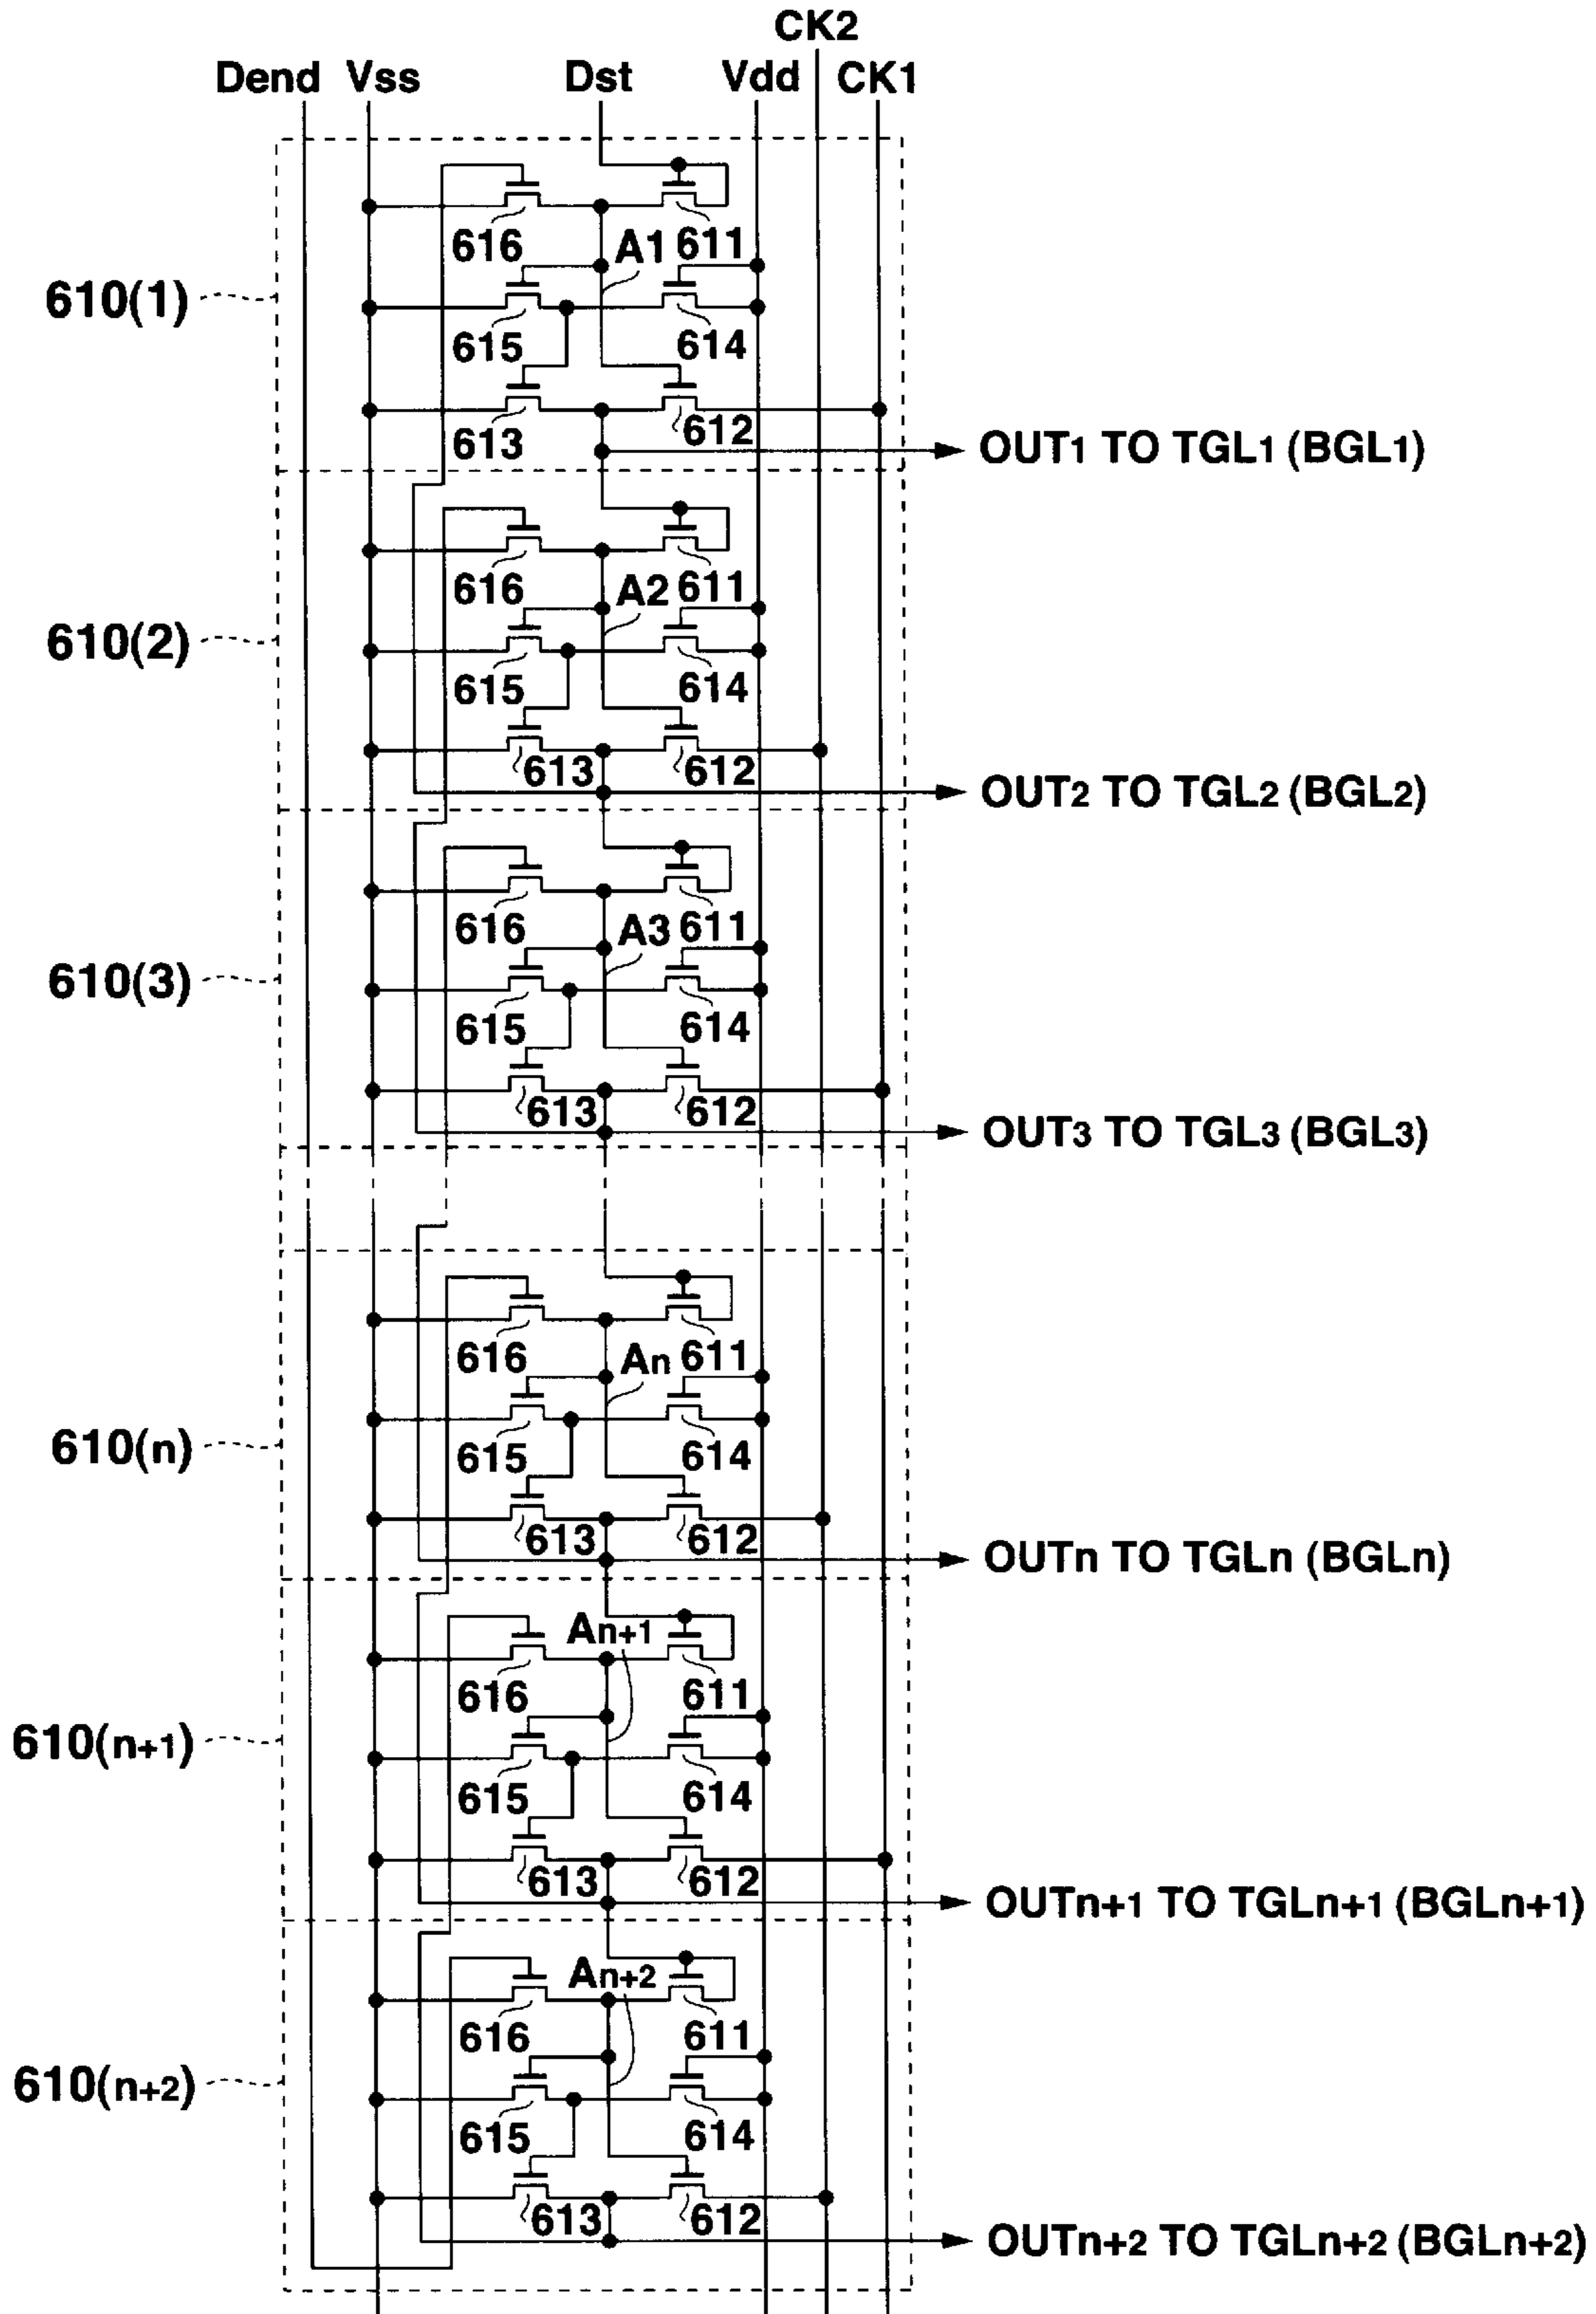 CK2
Dend Vss Dst Vdd CK1
616 A1 611
610(1)
615 614
613 612
OUT1 TO TGL1 (BGL1)
616 A2 611
610(2)
615 614
613 612
OUT2 TO TGL2 (BGL2)
616 A3 611
610(3)
615 614
613 612
OUT3 TO TGL3 (BGL3)
616 An 611
610(n)
615 614
613 612
OUTn TO TGLn (BGLn)
An+1
616 611
610(n+1)
615 614
613 612
OUTn+1 TO TGLn+1 (BGLn+1)
An+2
616 611
610(n+2)
615 614
613 612
OUTn+2 TO TGLn+2 (BGLn+2)